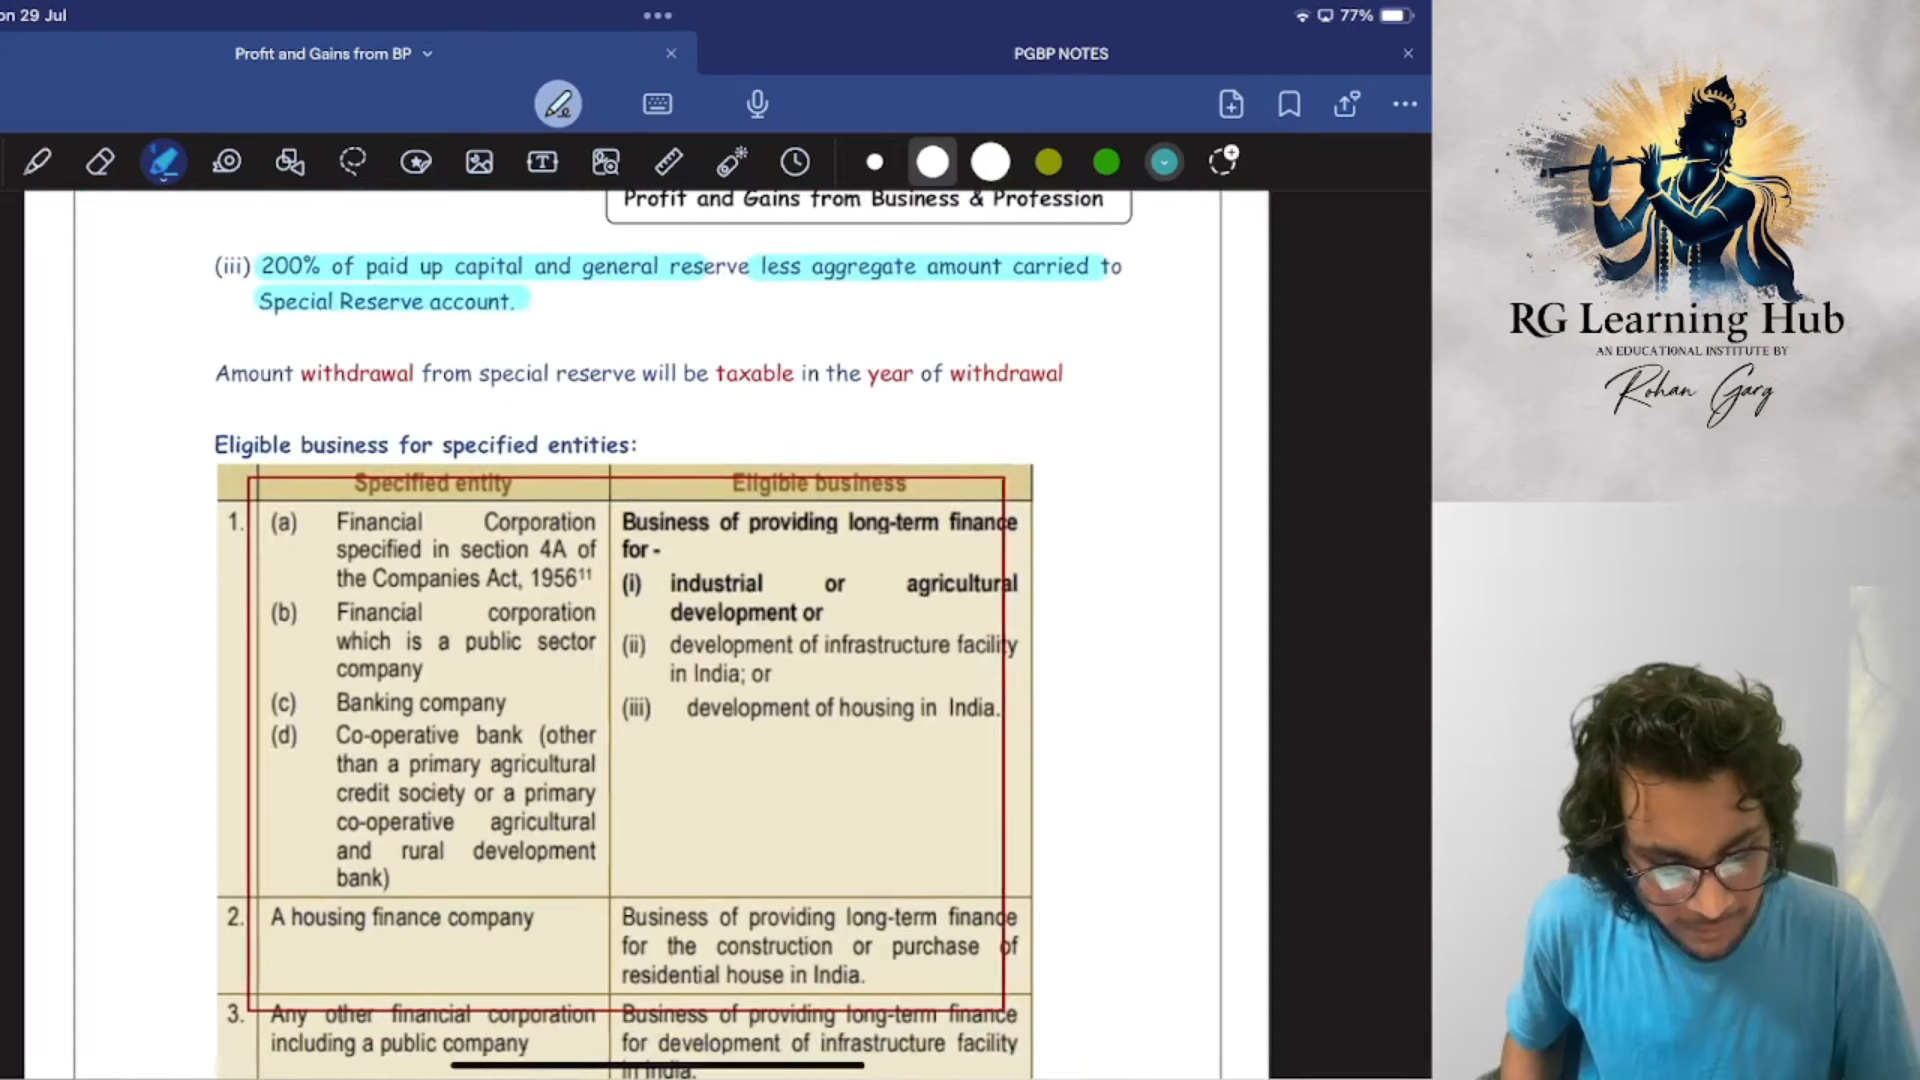 on 29 Jul
77%
Profit and Gains from BP
PGBP NOTES
Profit and Gains from Business & Profession
(iii) 200% of paid up capital and general reserve less aggregate amount carried to
Special Reserve account.
Amount withdrawal from special reserve will be taxable in the year of withdrawal
Eligible business for specified entities:
Specified entity
Eligible business
1. (a) Financial Corporation
specified in section 4A of
the Companies Act, 1956¹¹
(b) Financial corporation
which is a public sector
company
(c) Banking company
(d) Co-operative bank (other
than a primary agricultural
credit society or a primary
co-operative agricultural
and rural development
bank)
Business of providing long-term finance
for -
(i) industrial or agricultural
development or
(ii) development of infrastructure facility
in India; or
(iii) development of housing in India.
2. A housing finance company
Business of providing long-term finance
for the construction or purchase of
residential house in India.
3. Any other financial corporation
including a public company
Business of providing long-term finance
for development of infrastructure facility
in India.
RG Learning Hub
AN EDUCATIONAL INSTITUTE BY
Rohan Garg